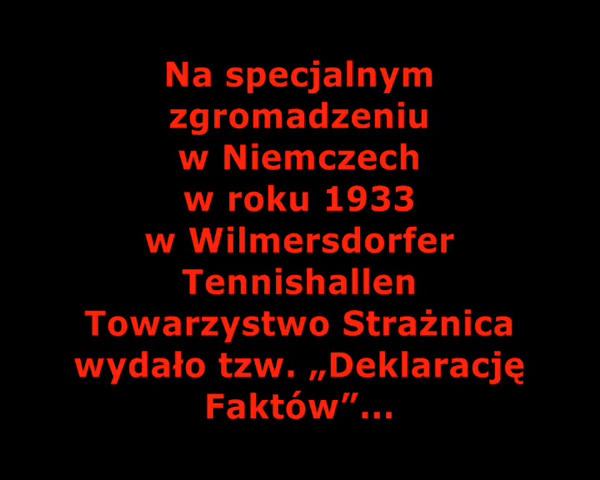 Na specjalnym
zgromadzeniu
w Niemczech
w roku 1933
w Wilmersdorfer
Tennishallen
Towarzystwo Strażnica
wydało tzw. „Deklarację
Faktów”...